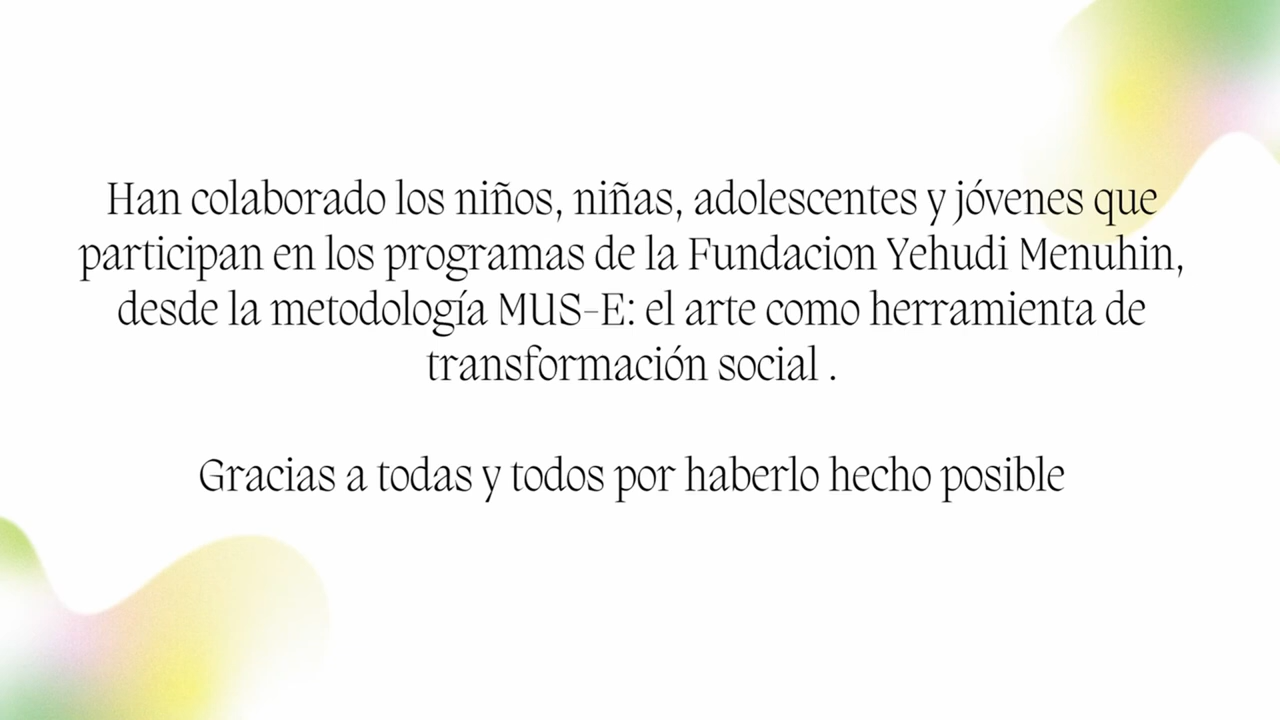 Han colaborado los niños, niñas, adolescentes y jóvenes que
participan en los programas de la Fundacion Yehudi Menuhin,
desde la metodología MUS-E: el arte como herramienta de
transformación social .
Gracias a todas y todos por haberlo hecho posible